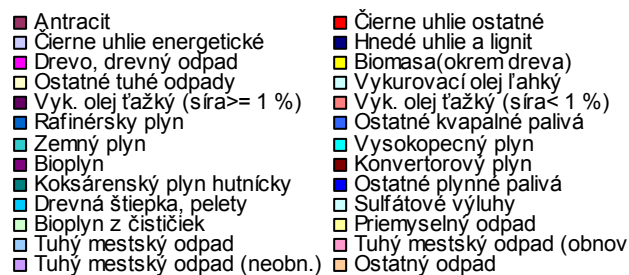 Antracit
Čierne uhlie ostatné
Čierne uhlie energetické
Hnedé uhlie a lignit
Drevo, drevný odpad
Biomasa(okrem dreva)
Ostatné tuhé odpady
Vykurovací olej ľahký
Vyk. olej ťažký (síra>= 1 %)
Vyk. olej ťažký (síra< 1 %)
Rafinérsky plyn
Ostatné kvapalné palivá
Zemný plyn
Vysokopecný plyn
Bioplyn
Konvertorový plyn
Koksárenský plyn hutnícky
Ostatné plynné palivá
Drevná štiepka, pelety
Sulfátové výluhy
Bioplyn z čističiek
Priemyselný odpad
Tuhý mestský odpad
Tuhý mestský odpad (obnov
Tuhý mestský odpad (neobn.)
Ostatný odpad